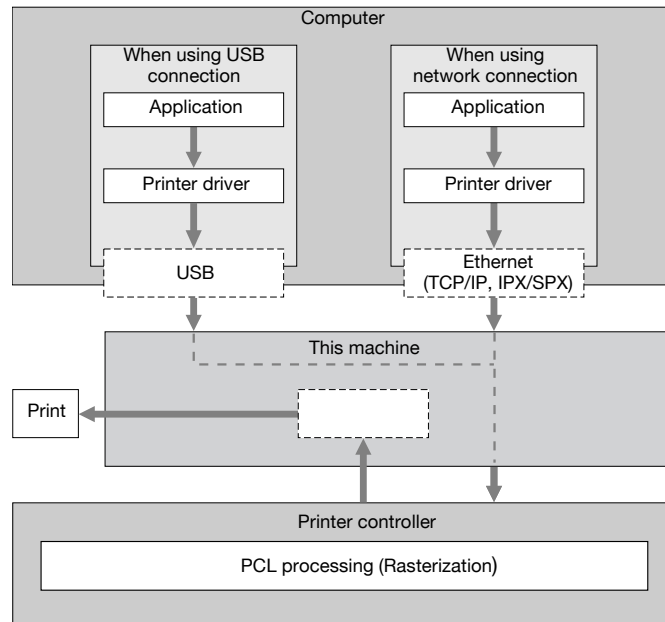 Computer
When using USB
connection
Application
Printer driver
USB
When using
network connection
Application
Printer driver
Ethernet
(TCP/IP, IPX/SPX)
This machine
Print
Printer controller
PCL processing (Rasterization)